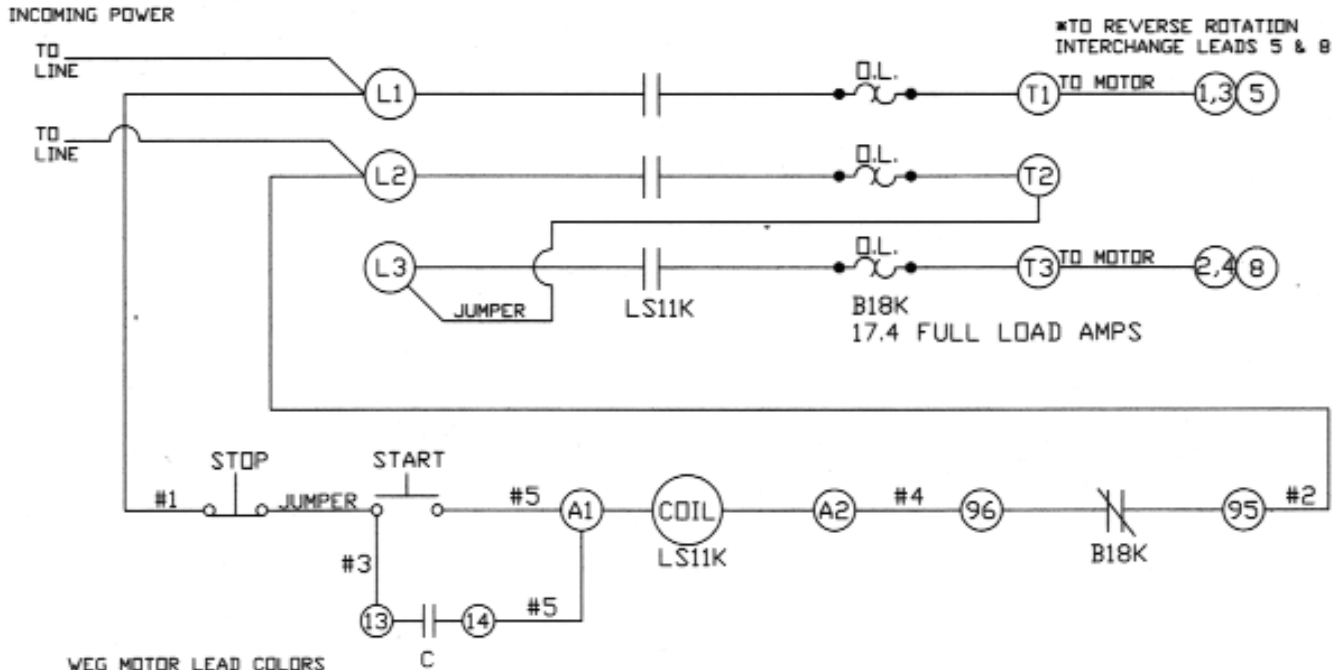 INCOMING POWER
*TO REVERSE ROTATION
INTERCHANGE LEADS 5 & 8
TO
LINE
L1
O.L.
T1
TO MOTOR
1,3
5
TO
LINE
L2
O.L.
T2
L3
O.L.
T3
TO MOTOR
2,4
8
JUMPER
LS11K
B18K
17.4 FULL LOAD AMPS
STOP
START
#1
JUMPER
#5
A1
COIL
LS11K
A2
#4
96
B18K
95
#2
#3
13
14
#5
C
WEG MOTOR LEAD COLORS